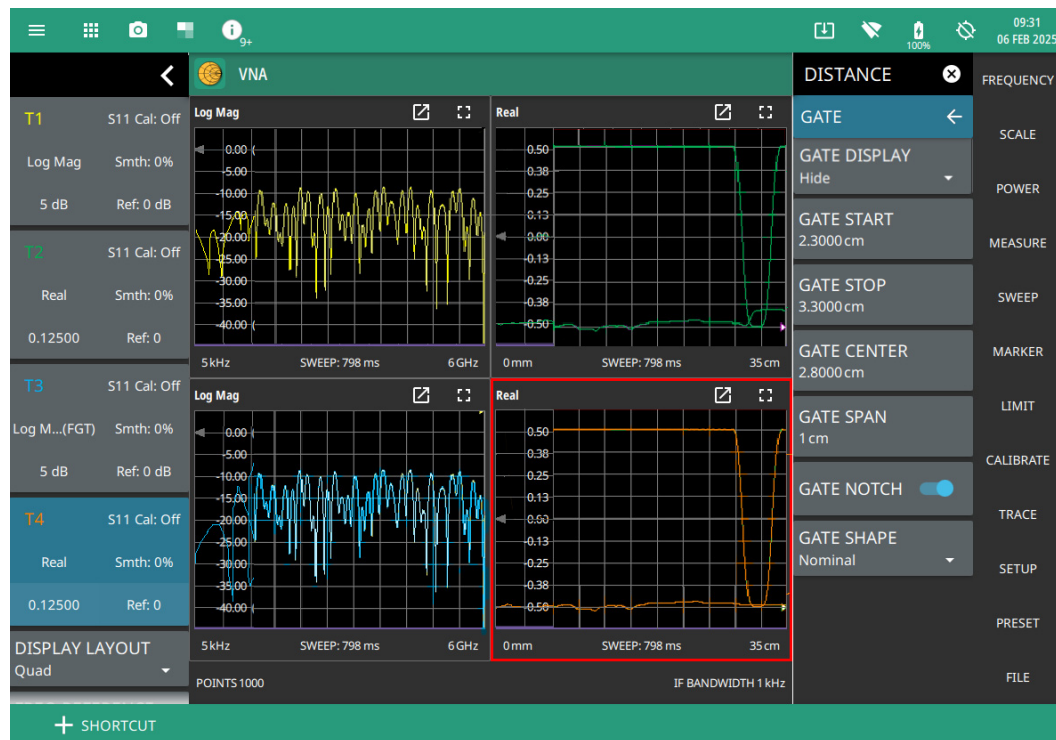 9+
100%
09:31
06 FEB 2025
VNA
T1 S11 Cal: Off
Log Mag Smth: 0%
5 dB Ref: 0 dB
T2 S11 Cal: Off
Real Smth: 0%
0.12500 Ref: 0
T3 S11 Cal: Off
Log M...(FGT) Smth: 0%
5 dB Ref: 0 dB
T4 S11 Cal: Off
Real Smth: 0%
0.12500 Ref: 0
DISPLAY LAYOUT
Quad
Log Mag
0.00 (
-5.00
-10.00
-15.00
-20.00
-25.00
-30.00
-35.00
-40.00 (
5 kHz SWEEP: 798 ms 6 GHz
Real
0.50
0.38
0.25
0.13
0.00
-0.13
-0.25
-0.38
-0.50
0 mm SWEEP: 798 ms 35 cm
Log Mag
0.00 (
-5.00
-10.00
-15.00
-20.00
-25.00
-30.00
-35.00
-40.00 (
5 kHz SWEEP: 798 ms 6 GHz
Real
0.50
0.38
0.25
0.13
-0.13
-0.25
-0.38
-0.50
0 mm SWEEP: 798 ms 35 cm
POINTS 1000 IF BANDWIDTH 1 kHz
DISTANCE
GATE
GATE DISPLAY
Hide
GATE START
2.3000 cm
GATE STOP
3.3000 cm
GATE CENTER
2.8000 cm
GATE SPAN
1 cm
GATE NOTCH
GATE SHAPE
Nominal
FREQUENCY
SCALE
POWER
MEASURE
SWEEP
MARKER
LIMIT
CALIBRATE
TRACE
SETUP
PRESET
FILE
+ SHORTCUT